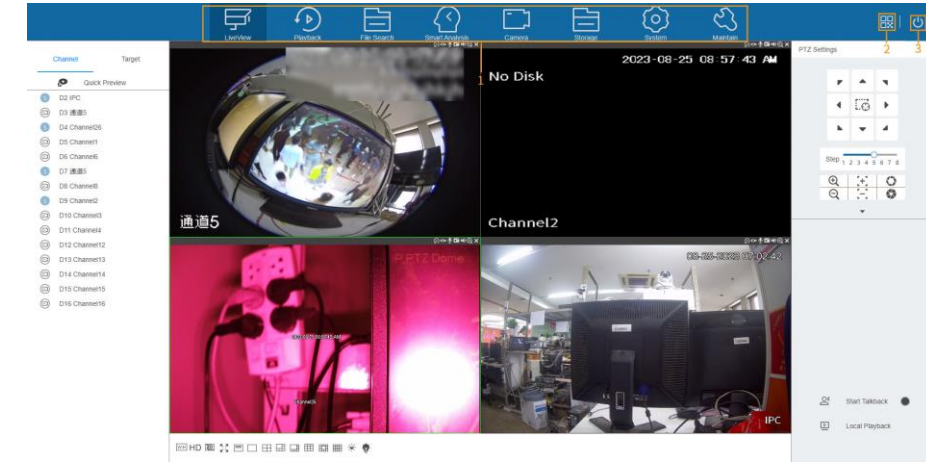 LiveView Playback File Search Smart Analysis Camera Storage System Maintain
1 2 3
Channel Target
Quick Preview
D2 IPC
D3 通道5
D4 Channel26
D5 Channel1
D6 Channel6
D7 通道5
D8 Channel8
D9 Channel2
D10 Channel3
D11 Channel4
D12 Channel12
D13 Channel13
D14 Channel14
D15 Channel15
D16 Channel16
通道5
2023-08-25 08:57:43 AM
No Disk
Channel2
P PTZ Dome
Channel26
IPC
PTZ Settings
Step 1 2 3 4 5 6 7 8
Start Talkback
Local Playback
HD